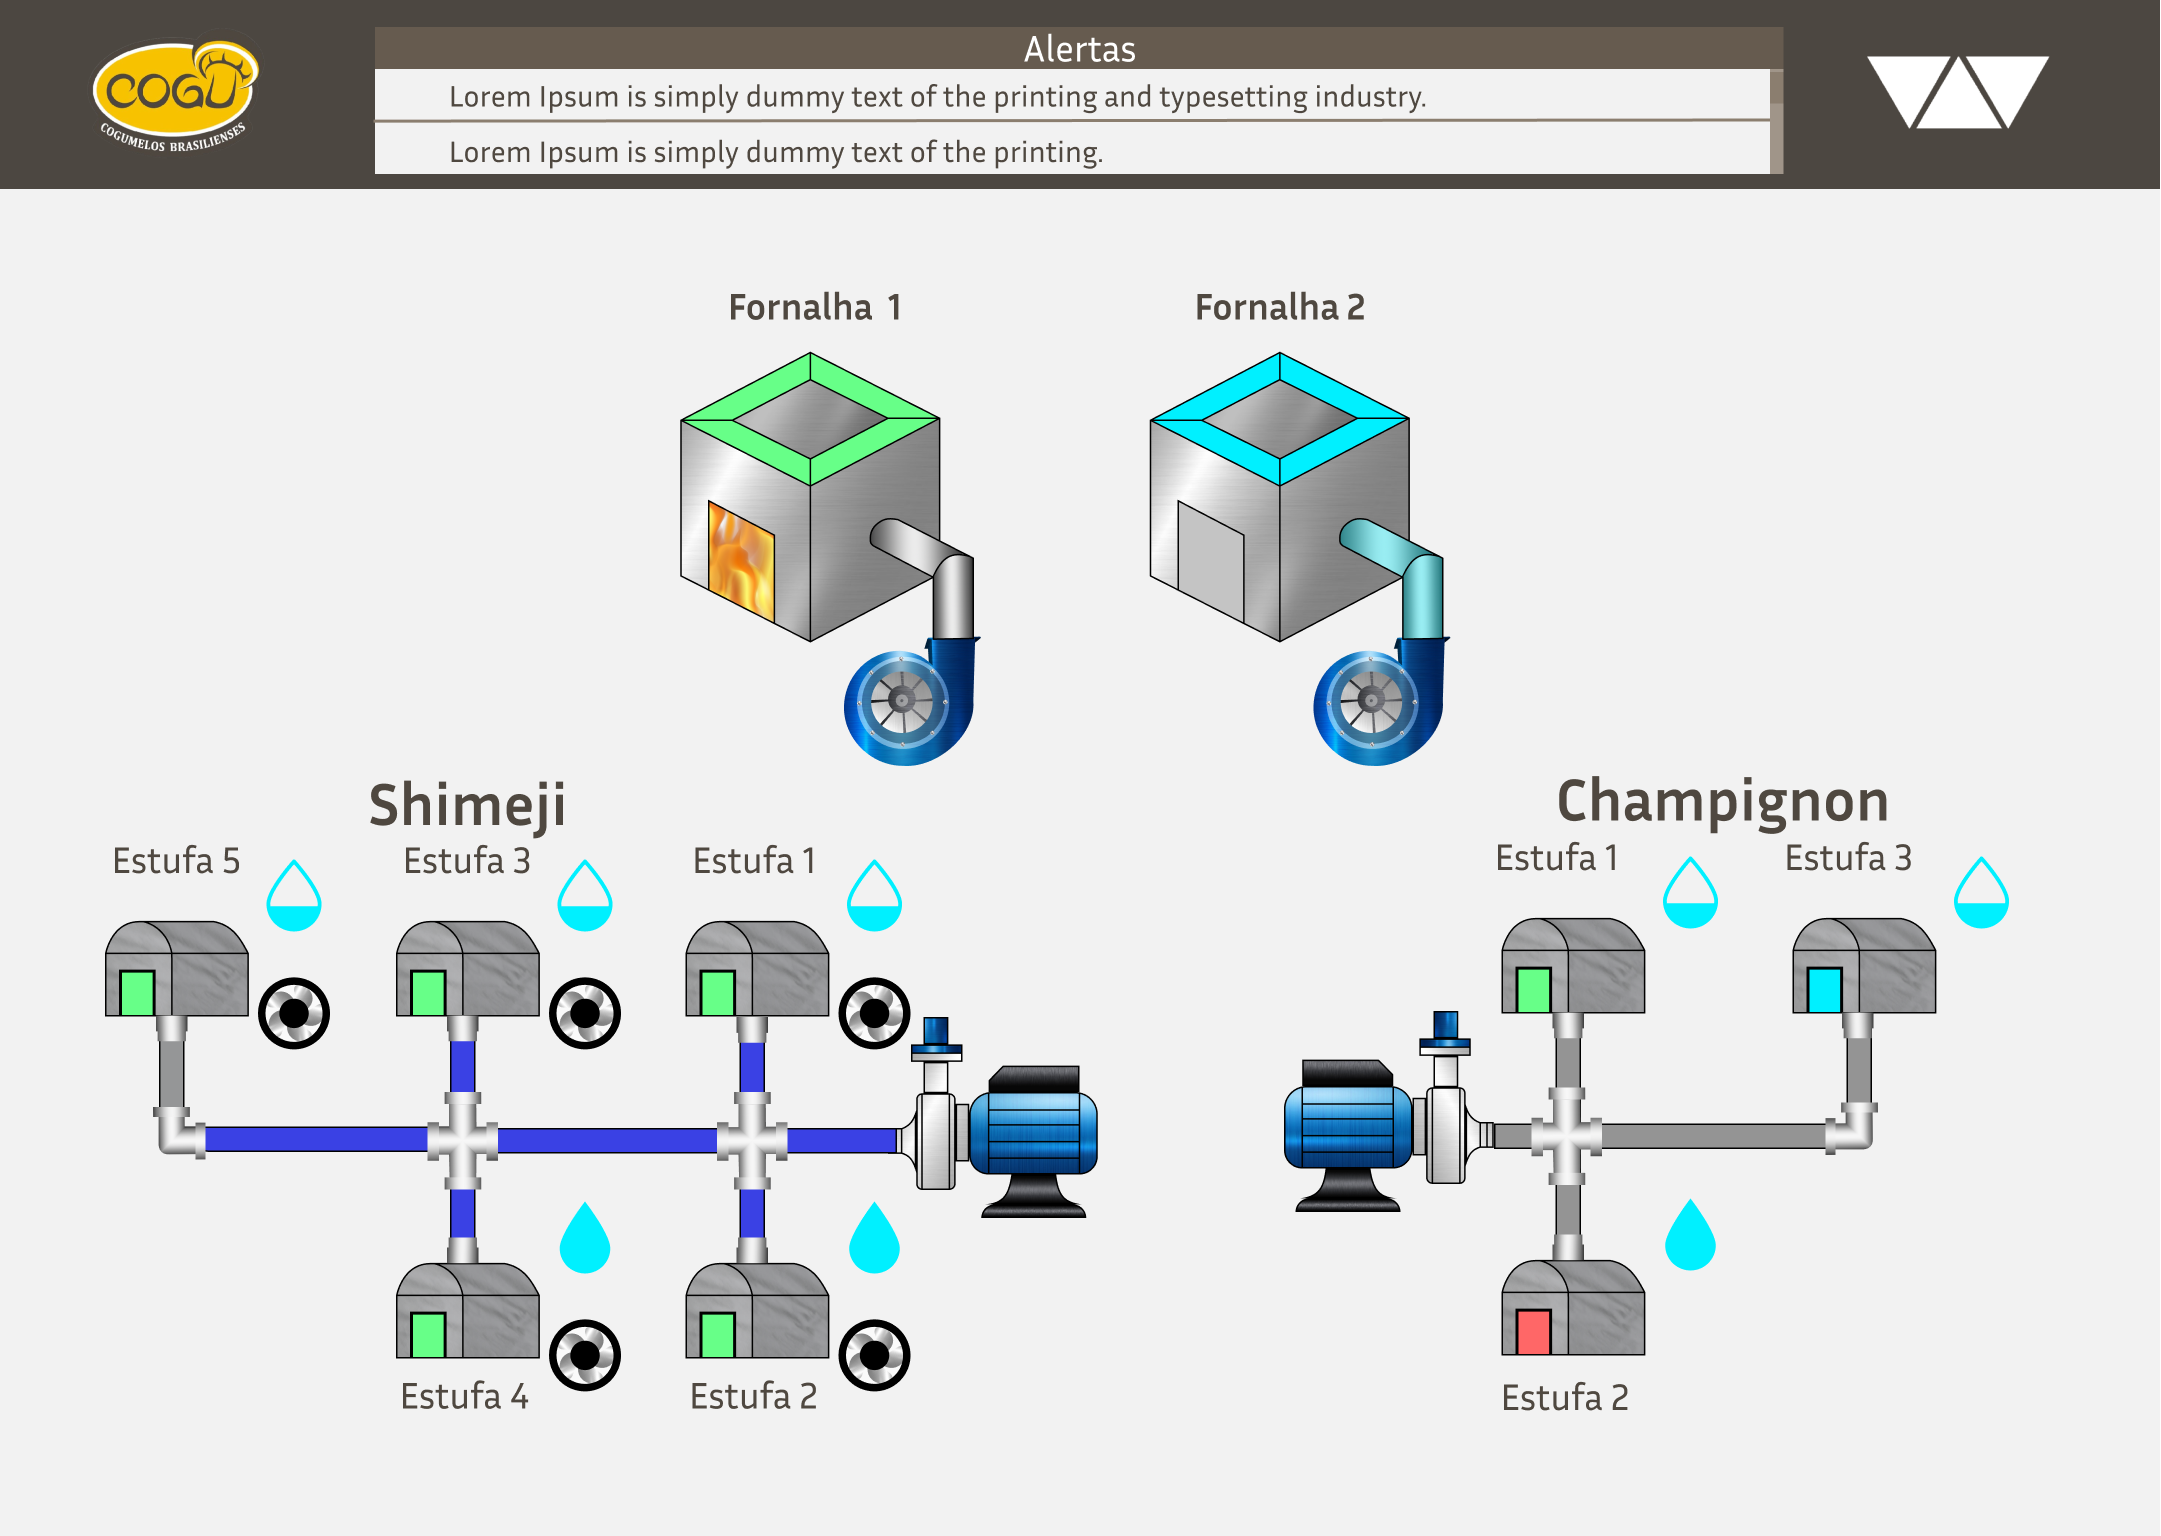 COGU
COGUMELOS BRASILIENSES
Alertas
Lorem Ipsum is simply dummy text of the printing and typesetting industry.
Lorem Ipsum is simply dummy text of the printing.
Fornalha 1
Fornalha 2
Shimeji
Champignon
Estufa 5
Estufa 3
Estufa 1
Estufa 1
Estufa 3
Estufa 4
Estufa 2
Estufa 2